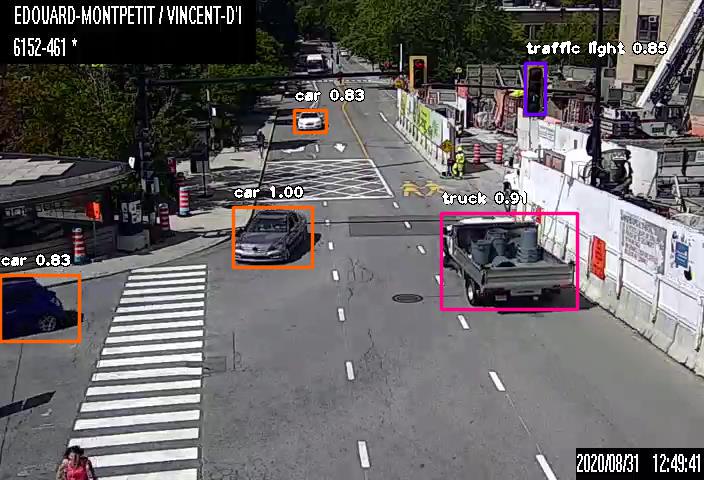 EDOUARD-MONTPETIT / VINCENT-D'I
6152-461 *
traffic light 0.85
car 0.83
car 1.00
truck 0.91
car 0.83
2020/08/31 12:49:41